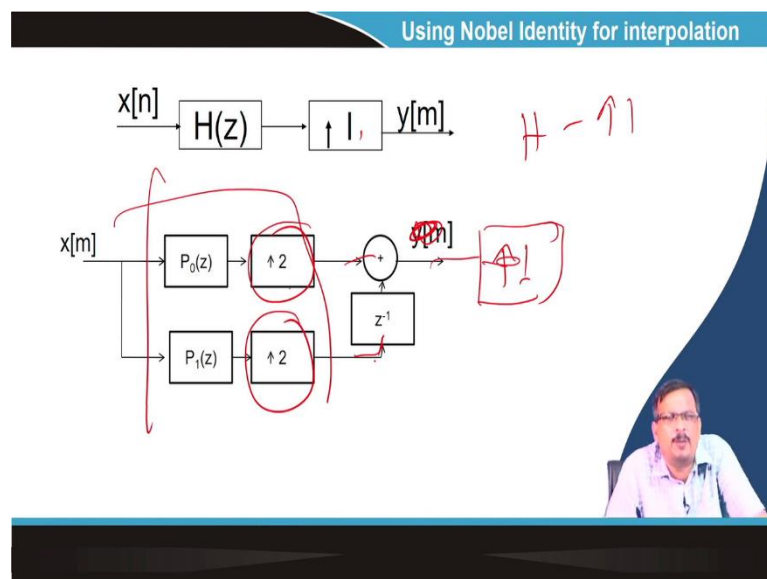 Using Nobel Identity for interpolation
x[n] H(z) ↑ I y[m]
H - ↑I
x[m] P₀(z) ↑ 2 +
z⁻¹
P₁(z) ↑ 2